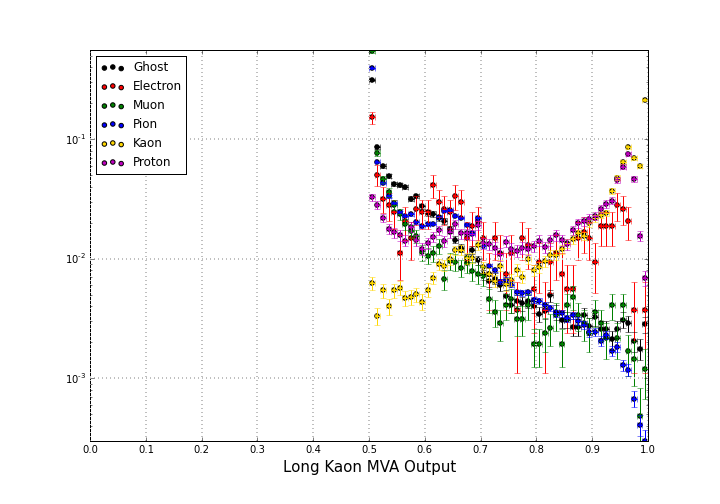 Ghost
Electron
Muon
Pion
Kaon
Proton
10^-1
10^-2
10^-3
0.0 0.1 0.2 0.3 0.4 0.5 0.6 0.7 0.8 0.9 1.0
Long Kaon MVA Output